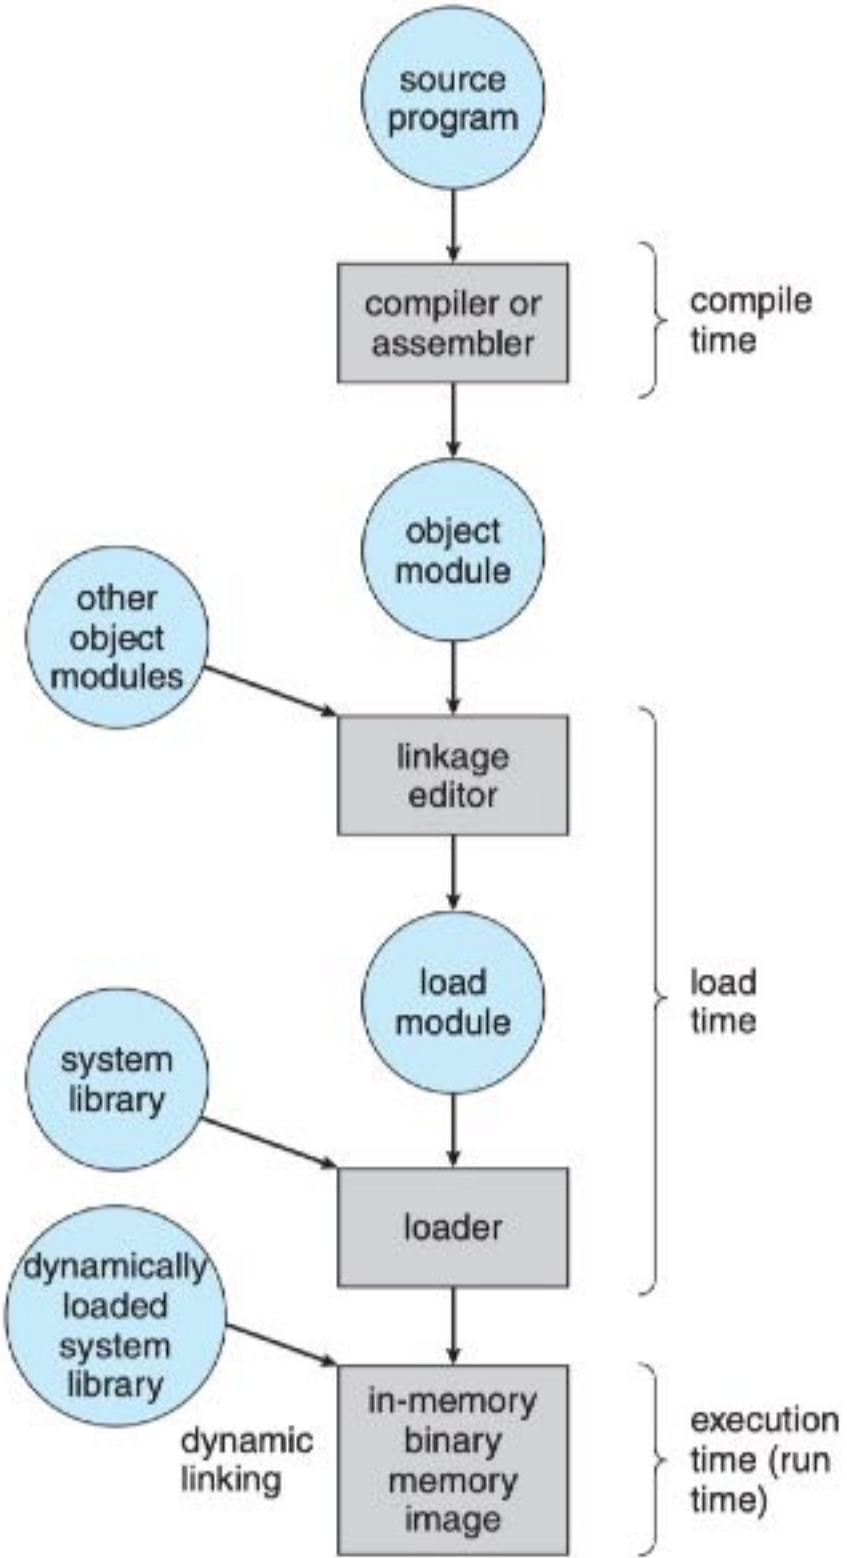 source
program
compiler or
assembler
compile
time
object
module
other
object
modules
linkage
editor
load
module
load
time
system
library
loader
dynamically
loaded
system
library
dynamic
linking
in-memory
binary
memory
image
execution
time (run
time)